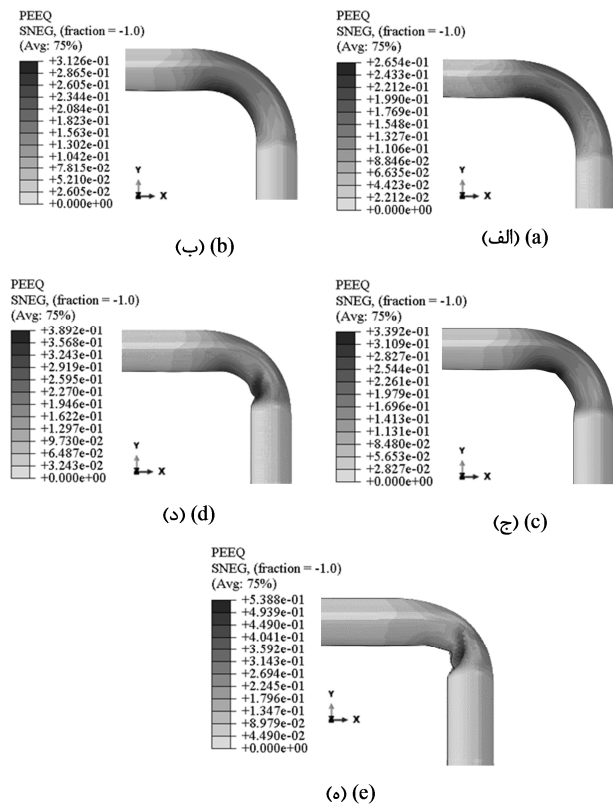 PEEQ
SNEG, (fraction = -1.0)
(Avg: 75%)
+2.654e-01
+2.433e-01
+2.212e-01
+1.990e-01
+1.769e-01
+1.548e-01
+1.327e-01
+1.106e-01
+8.846e-02
+6.635e-02
+4.423e-02
+2.212e-02
+0.000e+00
Y
X
(a) (الف)
PEEQ
SNEG, (fraction = -1.0)
(Avg: 75%)
+3.126e-01
+2.865e-01
+2.605e-01
+2.344e-01
+2.084e-01
+1.823e-01
+1.563e-01
+1.302e-01
+1.042e-01
+7.815e-02
+5.210e-02
+2.605e-02
+0.000e+00
Y
X
(b) (ب)
PEEQ
SNEG, (fraction = -1.0)
(Avg: 75%)
+3.392e-01
+3.109e-01
+2.827e-01
+2.544e-01
+2.261e-01
+1.979e-01
+1.696e-01
+1.413e-01
+1.131e-01
+8.480e-02
+5.653e-02
+2.827e-02
+0.000e+00
Y
X
(c) (ج)
PEEQ
SNEG, (fraction = -1.0)
(Avg: 75%)
+3.892e-01
+3.568e-01
+3.243e-01
+2.919e-01
+2.595e-01
+2.270e-01
+1.946e-01
+1.622e-01
+1.297e-01
+9.730e-02
+6.487e-02
+3.243e-02
+0.000e+00
Y
X
(d) (د)
PEEQ
SNEG, (fraction = -1.0)
(Avg: 75%)
+5.388e-01
+4.939e-01
+4.490e-01
+4.041e-01
+3.592e-01
+3.143e-01
+2.694e-01
+2.245e-01
+1.796e-01
+1.347e-01
+8.979e-02
+4.490e-02
+0.000e+00
Y
X
(e) (ه)